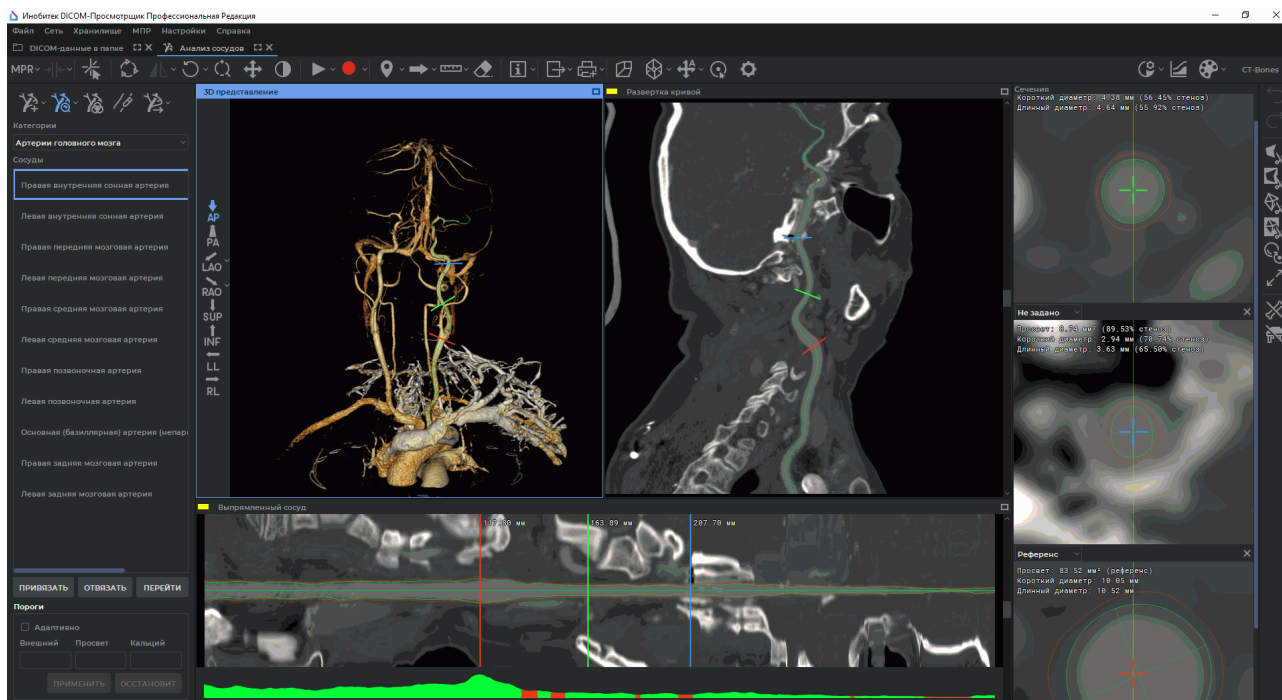 Инобитек DICOM-Просмотрщик Профессиональная Редакция
Файл Сеть Хранилище МПР Настройки Справка
DICOM-данные в папке Анализ сосудов
MPR
CT-Bones
Категории
Артерии головного мозга
Сосуды
Правая внутренняя сонная артерия
Левая внутренняя сонная артерия
Правая передняя мозговая артерия
Левая передняя мозговая артерия
Правая средняя мозговая артерия
Левая средняя мозговая артерия
Правая позвоночная артерия
Левая позвоночная артерия
Основная (базиллярная) артерия (непар
Правая задняя мозговая артерия
Левая задняя мозговая артерия
ПРИВЯЗАТЬ ОТВЯЗАТЬ ПЕРЕЙТИ
Пороги
Адаптивно
Внешний Просвет Кальций
ПРИМЕНИТЬ ОССТАНОВИТ
3D представление
AP
PA
LAO
RAO
SUP
INF
LL
RL
Развертка кривой
Выпрямленный сосуд
163.89 мм 207.70 мм
Сечения
Короткий диаметр: 4.38 мм (56.45% стеноз)
Длинный диаметр: 4.64 мм (55.92% стеноз)
Не задано
Просвет: 8.74 мм² (89.53% стеноз)
Короткий диаметр: 2.94 мм (70.74% стеноз)
Длинный диаметр: 3.63 мм (65.50% стеноз)
Референс
Просвет: 83.52 мм² (референс)
Короткий диаметр: 10.05 мм
Длинный диаметр: 10.52 мм